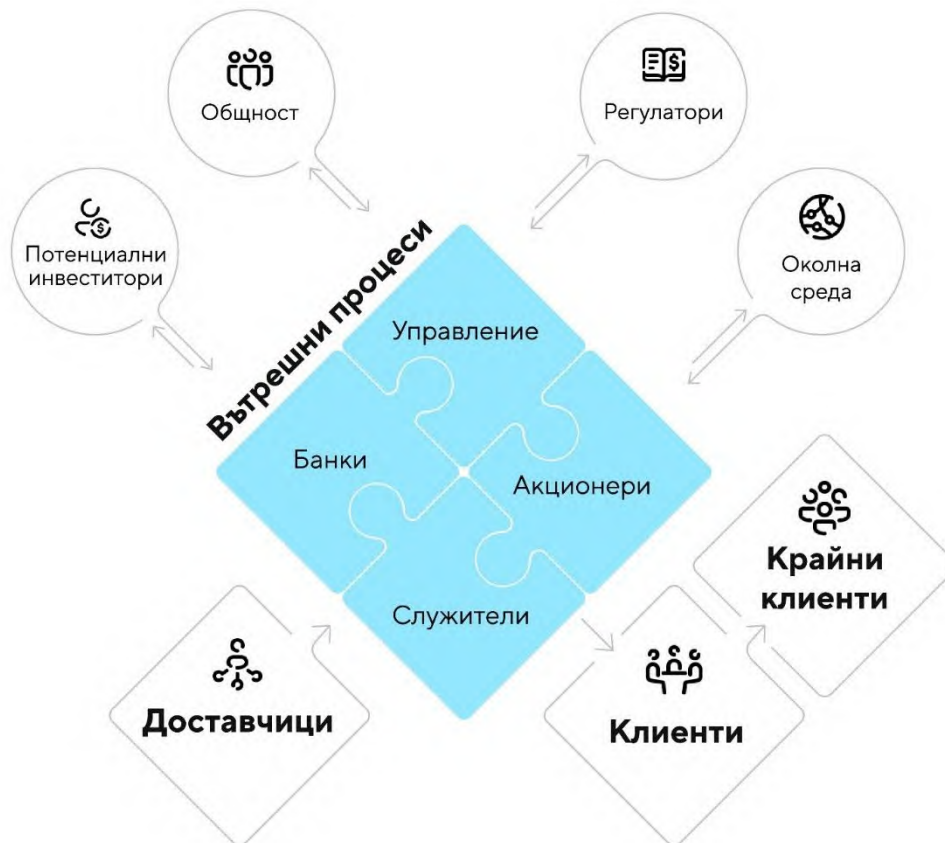 Общност
Регулатори
Потенциални
инвеститори
Околна
среда
Вътрешни процеси
Управление
Банки
Акционери
Служители
Крайни
клиенти
Доставчици
Клиенти